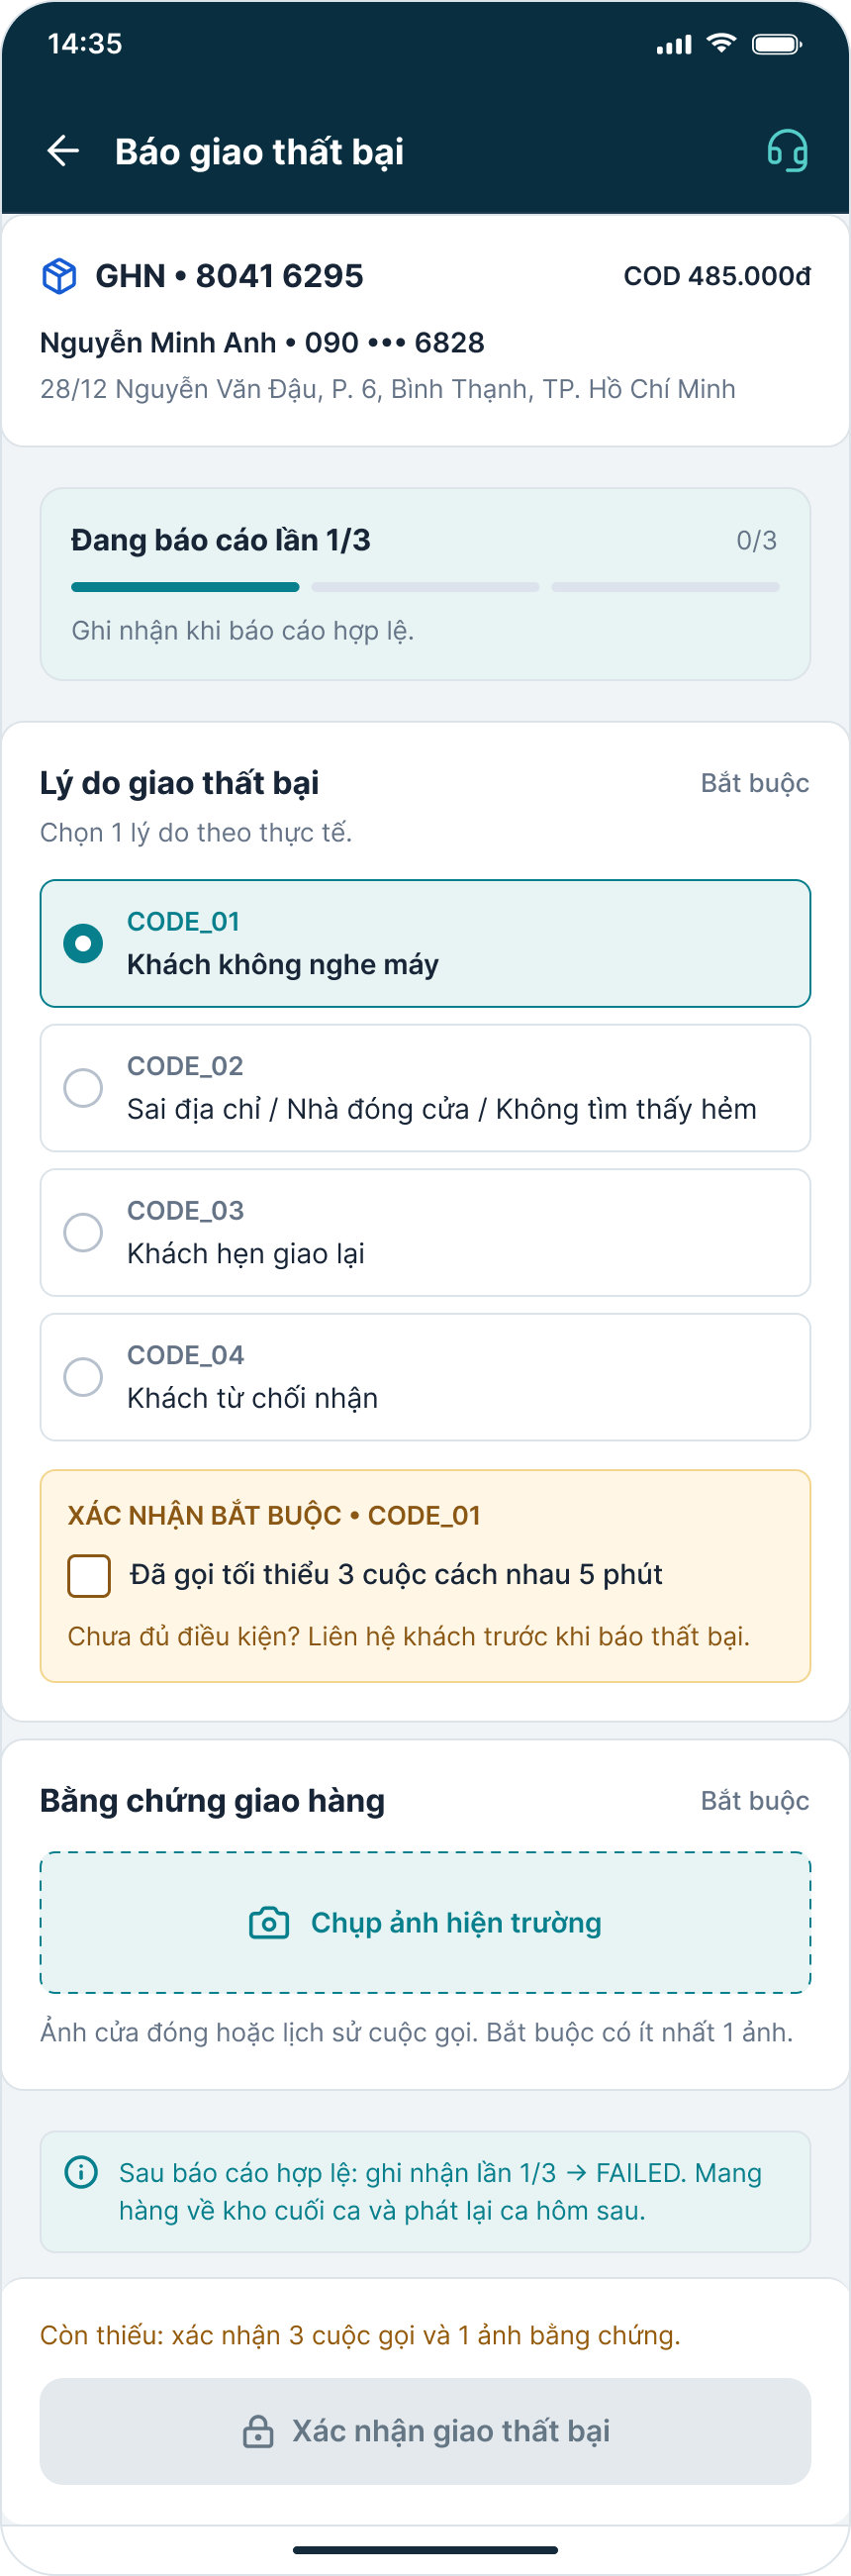 14:35
Báo giao thất bại
GHN • 8041 6295
COD 485.000đ
Nguyễn Minh Anh • 090 ••• 6828
28/12 Nguyễn Văn Đậu, P. 6, Bình Thạnh, TP. Hồ Chí Minh
Đang báo cáo lần 1/3
0/3
Ghi nhận khi báo cáo hợp lệ.
Lý do giao thất bại
Bắt buộc
Chọn 1 lý do theo thực tế.
CODE_01
Khách không nghe máy
CODE_02
Sai địa chỉ / Nhà đóng cửa / Không tìm thấy hẻm
CODE_03
Khách hẹn giao lại
CODE_04
Khách từ chối nhận
XÁC NHẬN BẮT BUỘC • CODE_01
Đã gọi tối thiểu 3 cuộc cách nhau 5 phút
Chưa đủ điều kiện? Liên hệ khách trước khi báo thất bại.
Bằng chứng giao hàng
Bắt buộc
Chụp ảnh hiện trường
Ảnh cửa đóng hoặc lịch sử cuộc gọi. Bắt buộc có ít nhất 1 ảnh.
Sau báo cáo hợp lệ: ghi nhận lần 1/3 → FAILED. Mang
hàng về kho cuối ca và phát lại ca hôm sau.
Còn thiếu: xác nhận 3 cuộc gọi và 1 ảnh bằng chứng.
Xác nhận giao thất bại